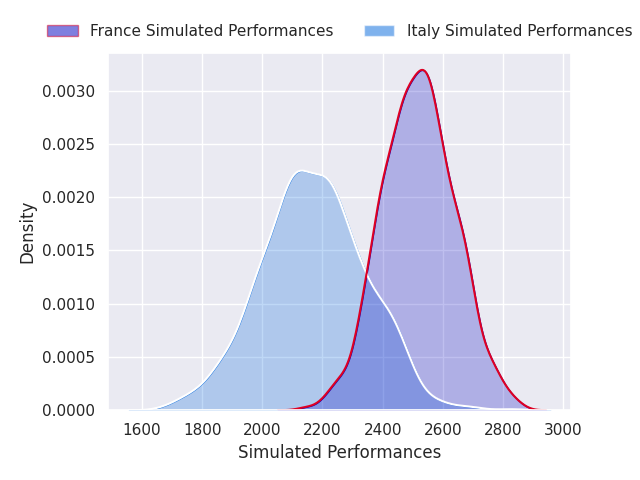 France Simulated Performances
Italy Simulated Performances
0.0030
0.0025
0.0020
0.0015
0.0010
0.0005
0.0000
Density
1600 1800 2000 2200 2400 2600 2800 3000
Simulated Performances